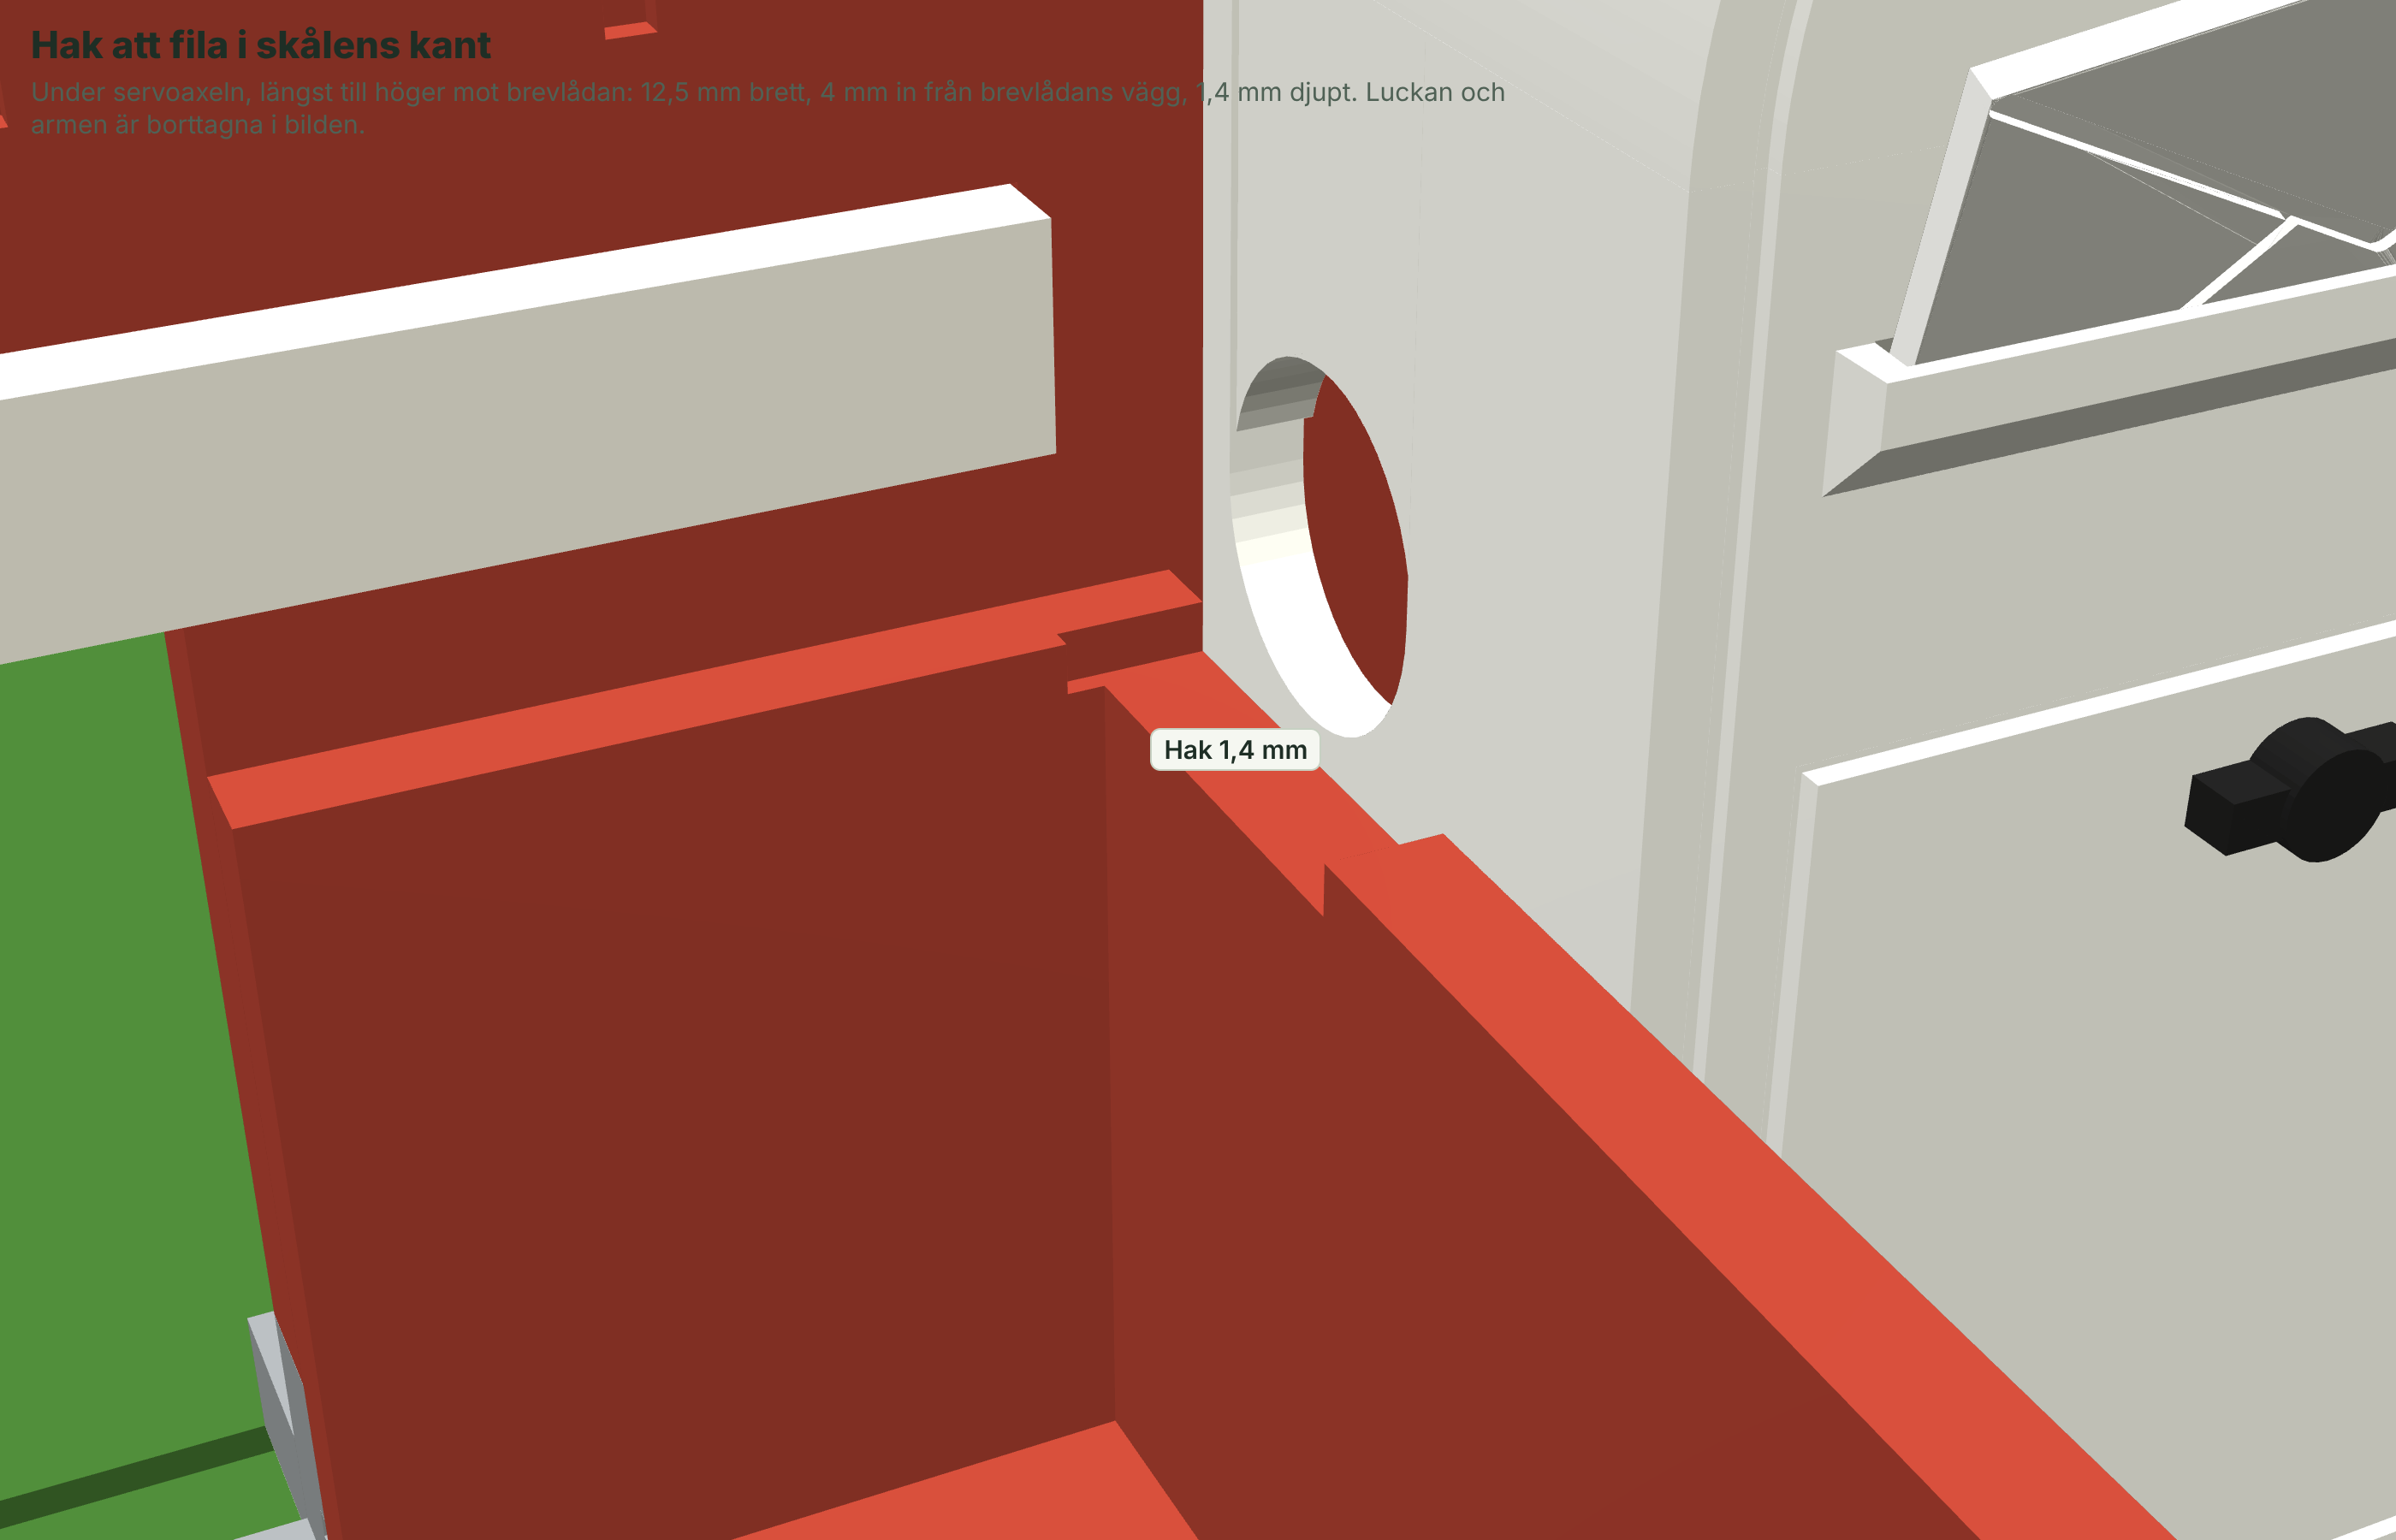 Hak att fila i skålens kant
Under servoaxeln, längst till höger mot brevlådan: 12,5 mm brett, 4 mm in från brevlådans vägg, 1,4 mm djupt. Luckan och
armen är borttagna i bilden.
Hak 1,4 mm